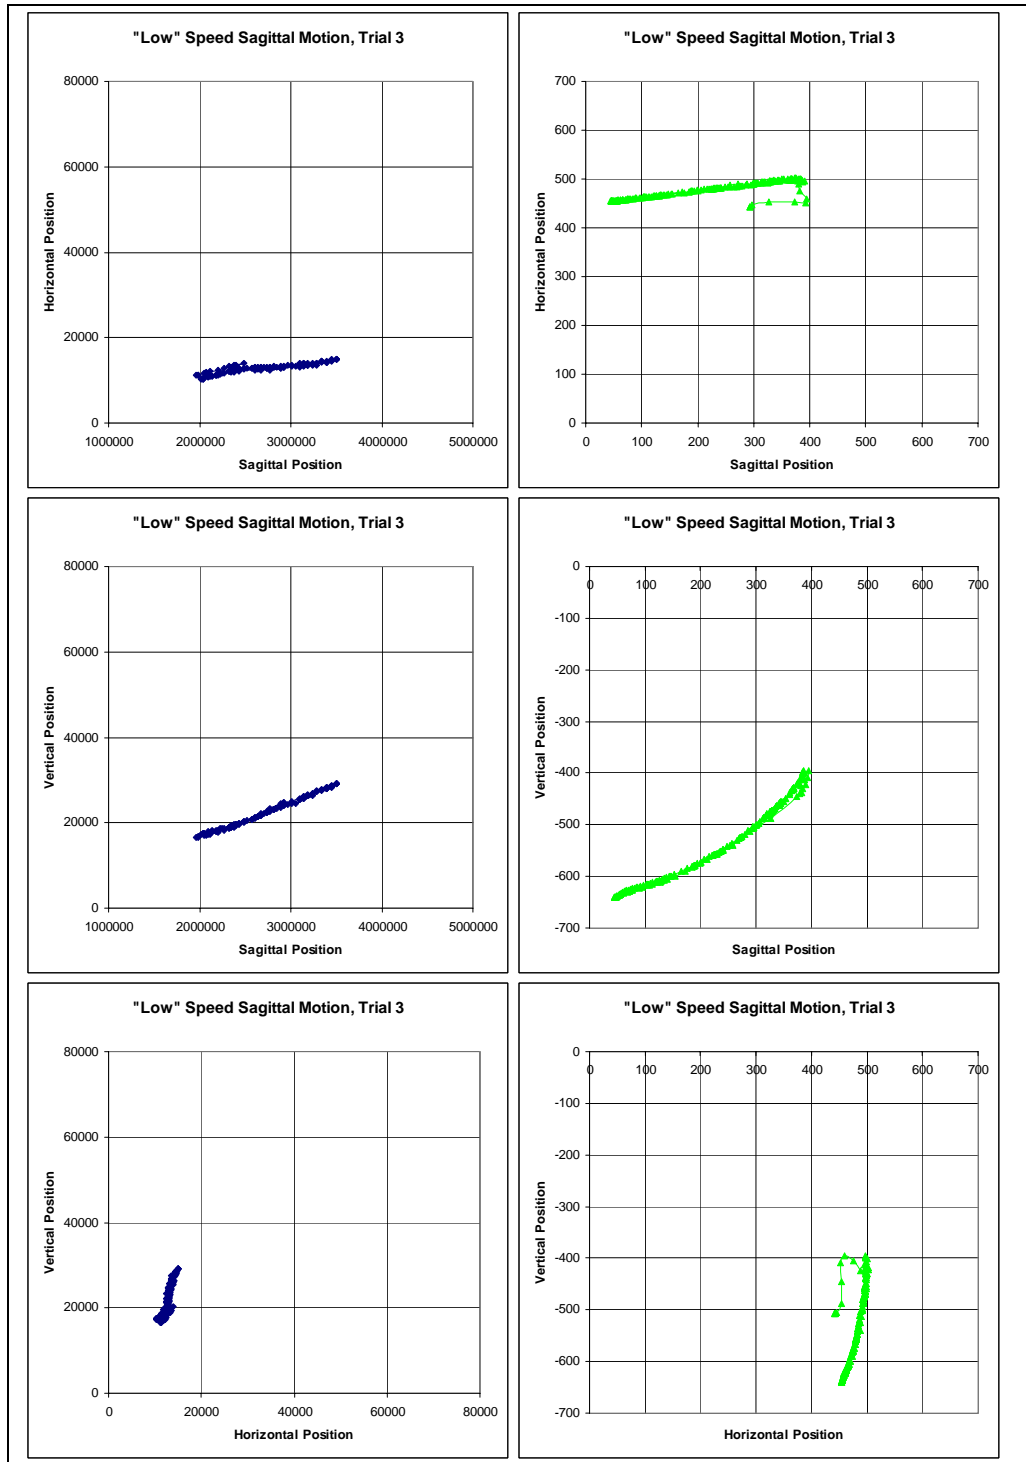 "Low" Speed Sagittal Motion, Trial 3
80000
60000
40000
20000
0
1000000 2000000 3000000 4000000 5000000
Sagittal Position
Horizontal Position
"Low" Speed Sagittal Motion, Trial 3
700
600
500
400
300
200
100
0
0 100 200 300 400 500 600 700
Sagittal Position
Horizontal Position
"Low" Speed Sagittal Motion, Trial 3
80000
60000
40000
20000
0
1000000 2000000 3000000 4000000 5000000
Sagittal Position
Vertical Position
"Low" Speed Sagittal Motion, Trial 3
0
-100
-200
-300
-400
-500
-600
-700
0 100 200 300 400 500 600 700
Sagittal Position
Vertical Position
"Low" Speed Sagittal Motion, Trial 3
80000
60000
40000
20000
0
0 20000 40000 60000 80000
Horizontal Position
Vertical Position
"Low" Speed Sagittal Motion, Trial 3
0
-100
-200
-300
-400
-500
-600
-700
0 100 200 300 400 500 600 700
Horizontal Position
Vertical Position